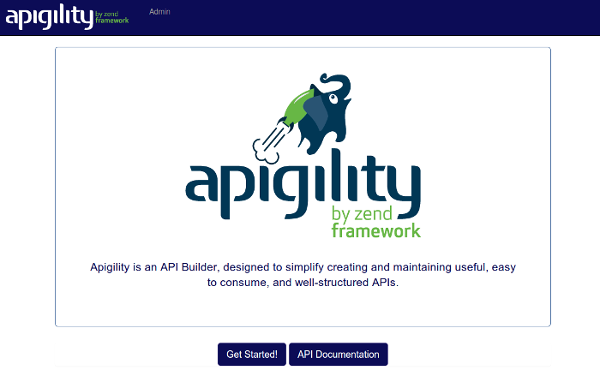 apigility by zend framework Admin
apigility
by zend
framework
Apigility is an API Builder, designed to simplify creating and maintaining useful, easy
to consume, and well-structured APIs.
Get Started! API Documentation